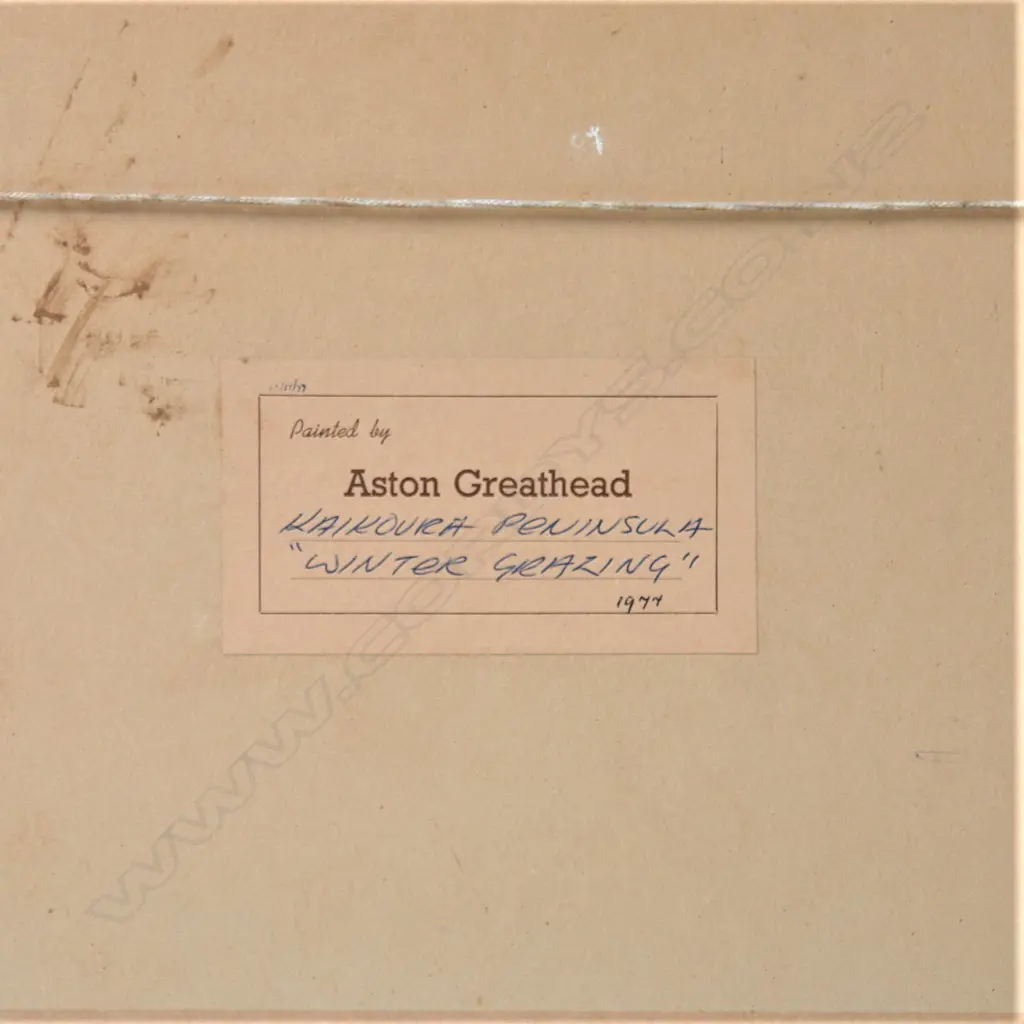 Painted by
Aston Greathead
KAIKOURA PENINSULA
"WINTER GRAZING"
1977